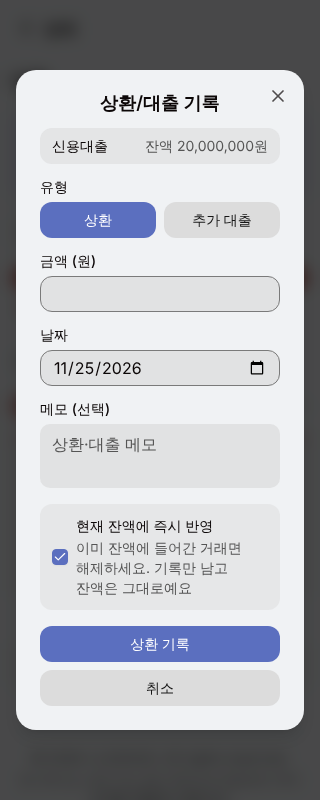 상환/대출 기록
신용대출 잔액 20,000,000원
유형
상환 추가 대출
금액 (원)
날짜
11/25/2026
메모 (선택)
상환·대출 메모
현재 잔액에 즉시 반영
이미 잔액에 들어간 거래면
해제하세요. 기록만 남고
잔액은 그대로예요
상환 기록
취소